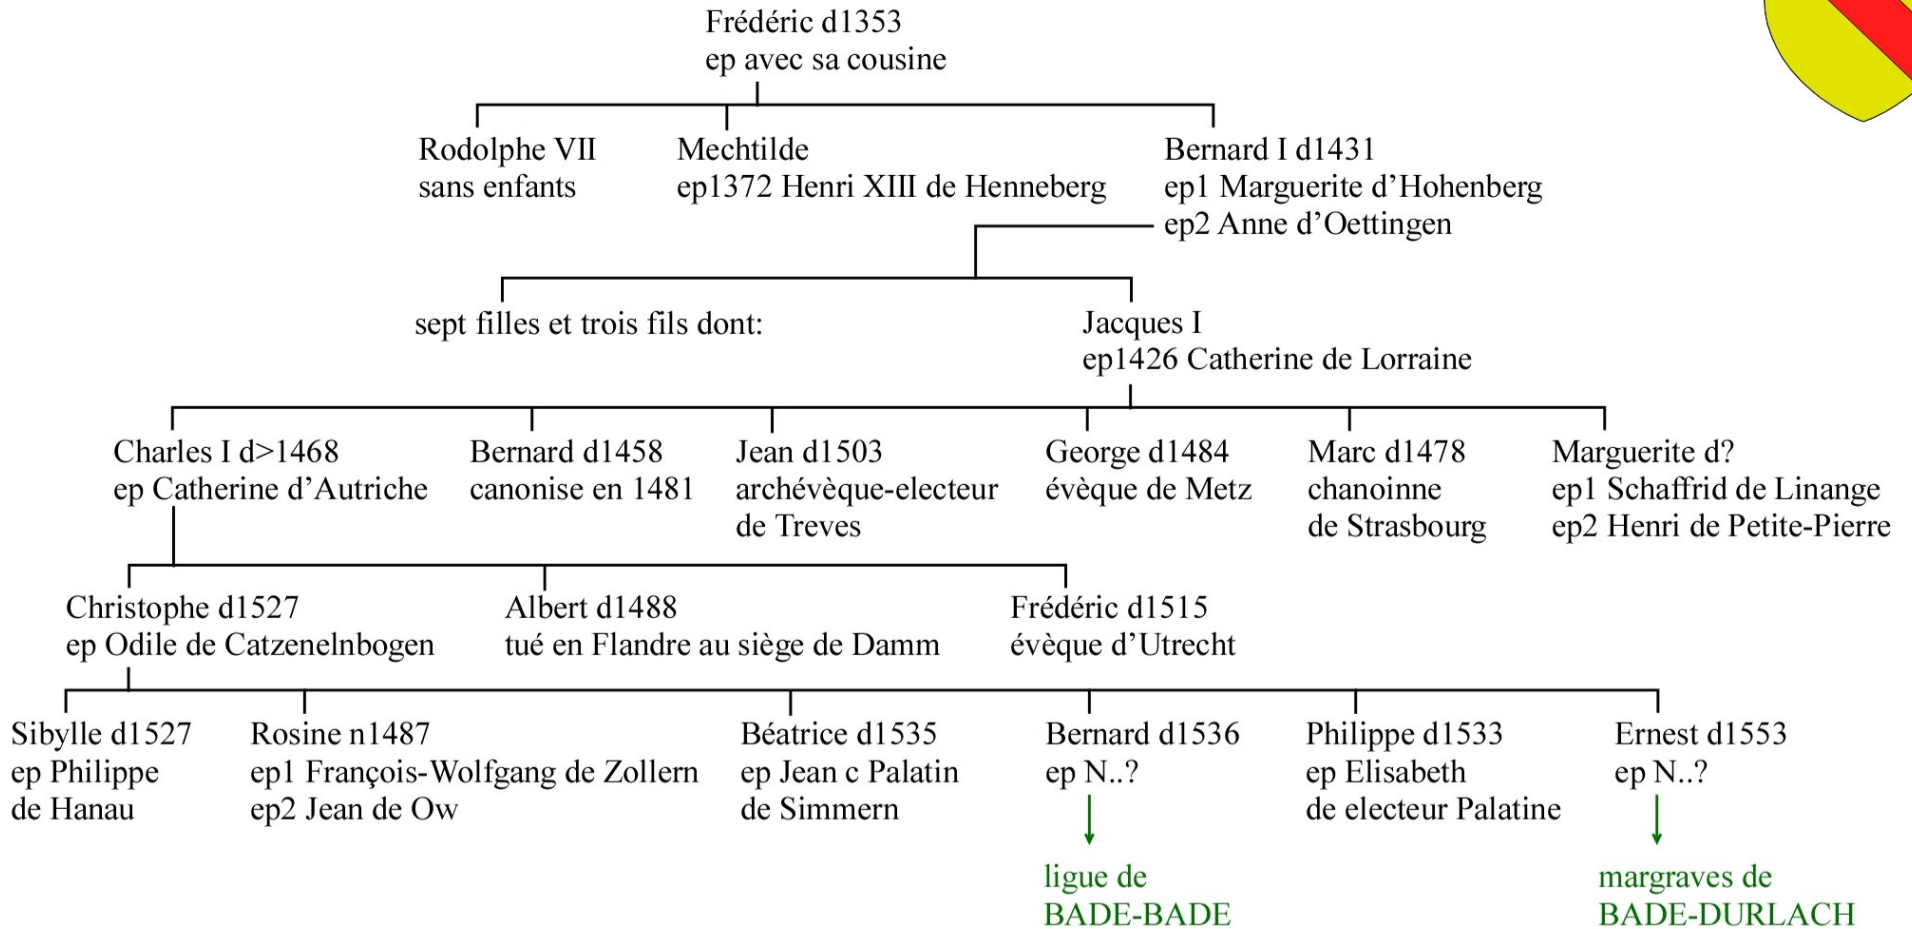 Frédéric d1353
ep avec sa cousine
Rodolphe VII
sans enfants
Mechtilde
ep1372 Henri XIII de Henneberg
Bernard I d1431
ep1 Marguerite d’Hohenberg
ep2 Anne d’Oettingen
sept filles et trois fils dont:
Jacques I
ep1426 Catherine de Lorraine
Charles I d>1468
ep Catherine d’Autriche
Bernard d1458
canonise en 1481
Jean d1503
archévèque-electeur
de Treves
George d1484
évèque de Metz
Marc d1478
chanoinne
de Strasbourg
Marguerite d?
ep1 Schaffrid de Linange
ep2 Henri de Petite-Pierre
Christophe d1527
ep Odile de Catzenelnbogen
Albert d1488
tué en Flandre au siège de Damm
Frédéric d1515
évèque d’Utrecht
Sibylle d1527
ep Philippe
de Hanau
Rosine n1487
ep1 François-Wolfgang de Zollern
ep2 Jean de Ow
Béatrice d1535
ep Jean c Palatin
de Simmern
Bernard d1536
ep N..?
Philippe d1533
ep Elisabeth
de electeur Palatine
Ernest d1553
ep N..?
ligue de
BADE-BADE
margraves de
BADE-DURLACH